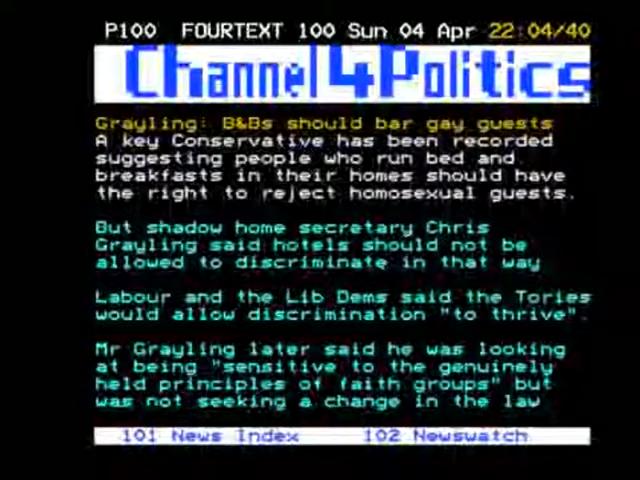 P100 FOURTEXT 100 Sun 04 Apr 22:04/40
Channel 4 Politics
Grayling: B&Bs should bar gay guests
A key Conservative has been recorded
suggesting people who run bed and
breakfasts in their homes should have
the right to reject homosexual guests.
But shadow home secretary Chris
Grayling said hotels should not be
allowed to discriminate in that way
Labour and the Lib Dems said the Tories
would allow discrimination "to thrive".
Mr Grayling later said he was looking
at being "sensitive to the genuinely
held principles of faith groups" but
was not seeking a change in the law
101 News Index 102 Newswatch